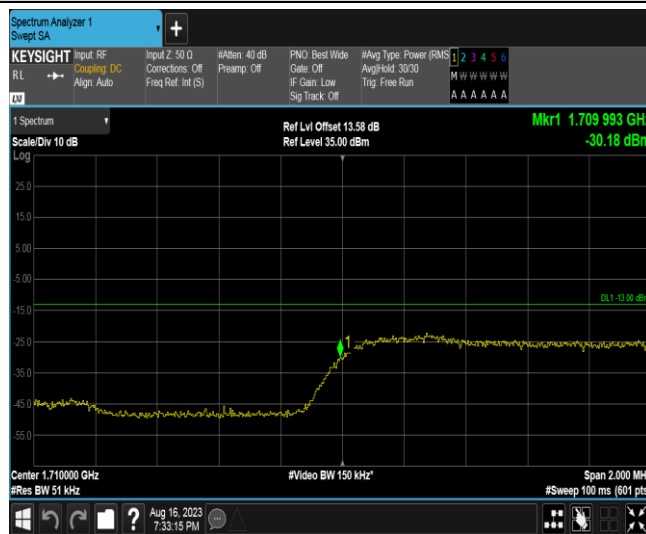 Spectrum Analyzer 1
Swept SA
+
KEYSIGHT Input: RF
RL Coupling: DC
Align: Auto
LXI
Input Z: 50 Ω
Corrections: Off
Freq Ref: Int (S)
#Atten: 40 dB
Preamp: Off
PNO: Best Wide
Gate: Off
IF Gain: Low
Sig Track: Off
#Avg Type: Power (RMS
Avg|Hold: 30/30
Trig: Free Run
1 2 3 4 5 6
M W W W W W
A A A A A A
1 Spectrum
Scale/Div 10 dB
Ref Lvl Offset 13.58 dB
Ref Level 35.00 dBm
Mkr1 1.709 993 GHz
-30.18 dBm
Log
25.0
15.0
5.00
-5.00
DL1 -13.00 dBm
-15.0
1
-25.0
-35.0
-45.0
-55.0
Center 1.710000 GHz
#Res BW 51 kHz
#Video BW 150 kHz*
Span 2.000 MH
#Sweep 100 ms (601 pts
?
Aug 16, 2023
7:33:15 PM